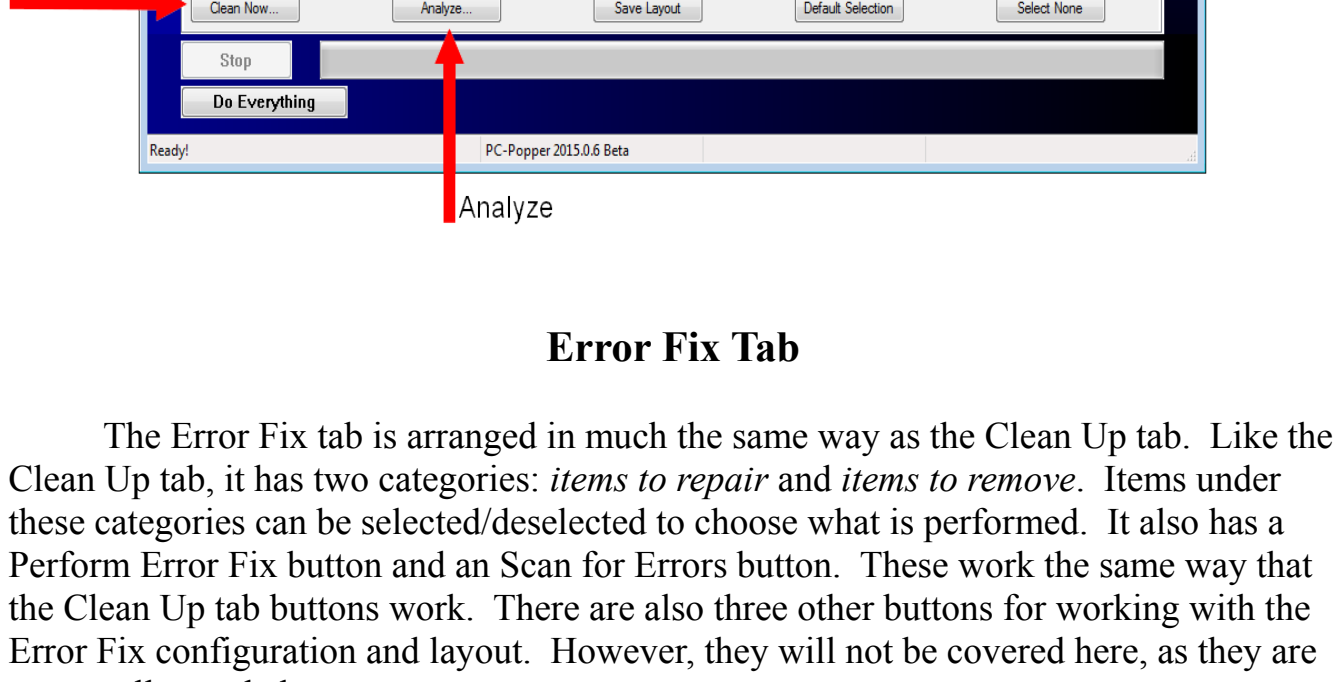 Clean Now... Analyze... Save Layout Default Selection Select None
Stop
Do Everything
Ready! PC-Popper 2015.0.6 Beta
Analyze
Error Fix Tab
The Error Fix tab is arranged in much the same way as the Clean Up tab.  Like the
Clean Up tab, it has two categories: items to repair and items to remove.  Items under
these categories can be selected/deselected to choose what is performed.  It also has a
Perform Error Fix button and an Scan for Errors button.  These work the same way that
the Clean Up tab buttons work.  There are also three other buttons for working with the
Error Fix configuration and layout.  However, they will not be covered here, as they are